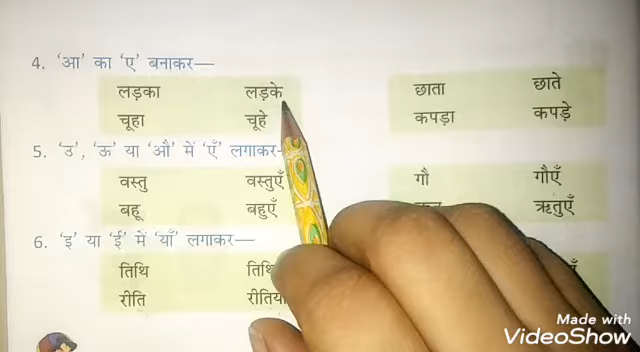 4. ‘आ’ का ‘ए’ बनाकर—
लड़का लड़के छाता छाते
चूहा चूहे कपड़ा कपड़े
5. ‘उ’, ‘ऊ’ या ‘औ’ में ‘एँ’ लगाकर
वस्तु वस्तुएँ गौ गौएँ
बहू बहुएँ ऋतुएँ
6. ‘इ’ या ‘ई’ में ‘याँ’ लगाकर—
तिथि
रीति
Made with
VideoShow